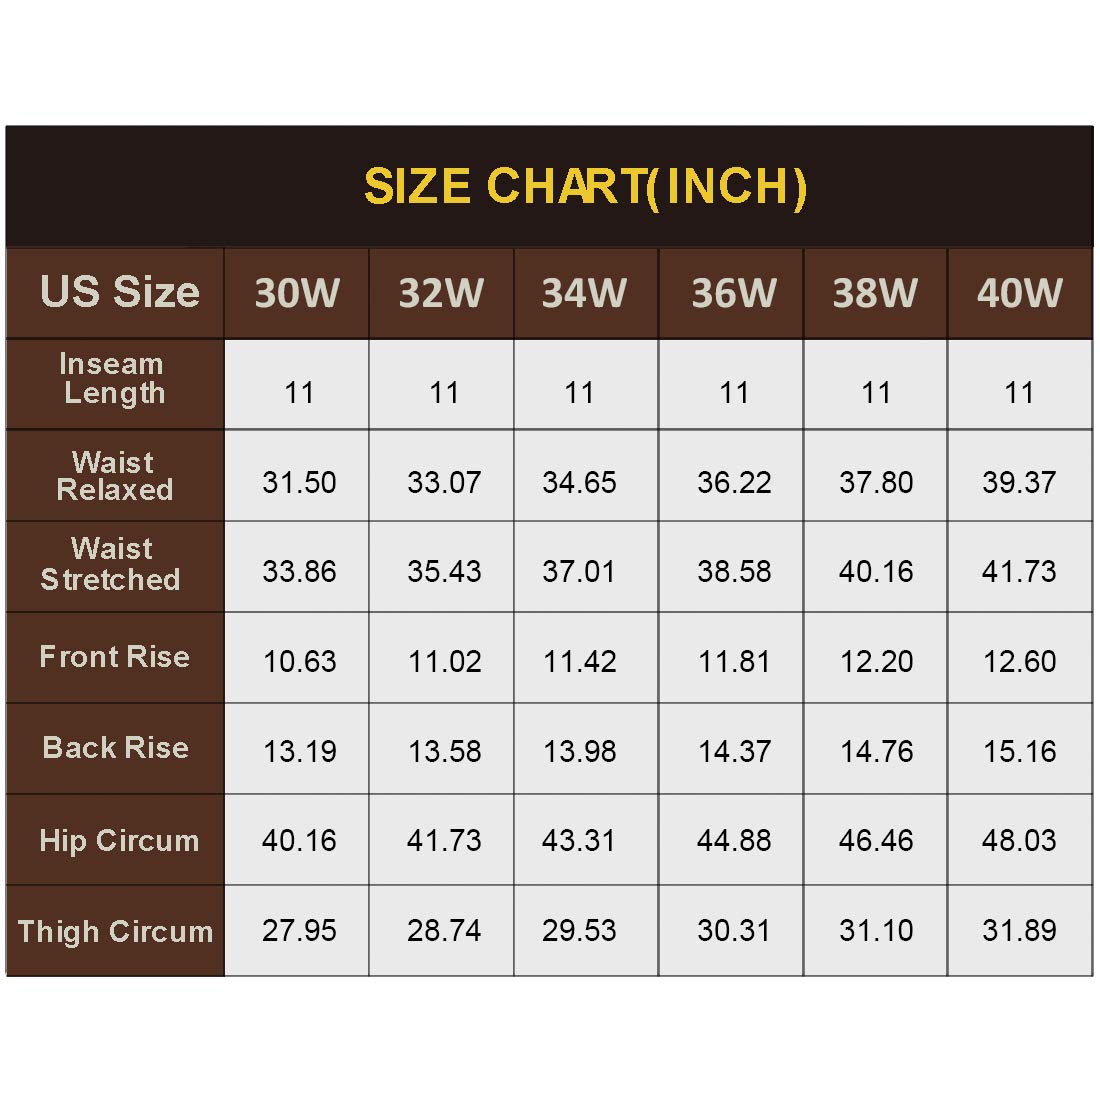 SIZE CHART(INCH)
US Size 30W 32W 34W 36W 38W 40W
Inseam
Length 11 11 11 11 11 11
Waist
Relaxed 31.50 33.07 34.65 36.22 37.80 39.37
Waist
Stretched 33.86 35.43 37.01 38.58 40.16 41.73
Front Rise 10.63 11.02 11.42 11.81 12.20 12.60
Back Rise 13.19 13.58 13.98 14.37 14.76 15.16
Hip Circum 40.16 41.73 43.31 44.88 46.46 48.03
Thigh Circum 27.95 28.74 29.53 30.31 31.10 31.89